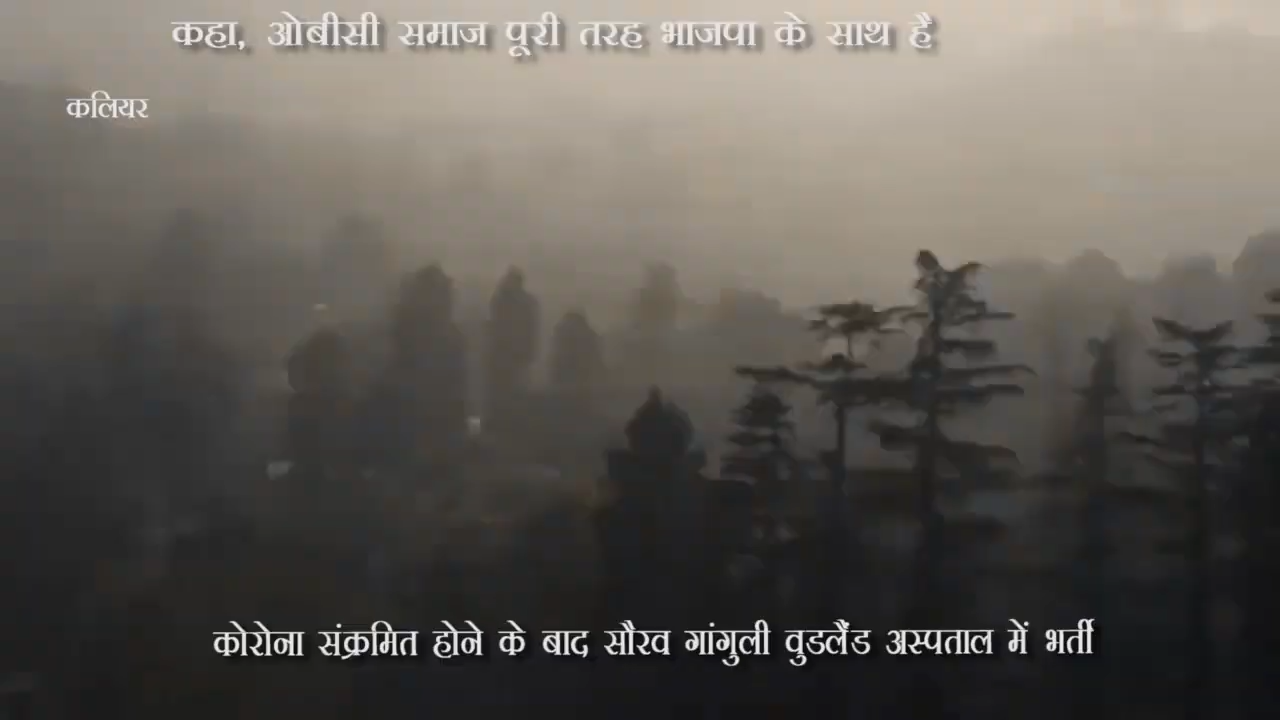 कहा, ओबीसी समाज पूरी तरह भाजपा के साथ हैं
कलियर
कोरोना संक्रमित होने के बाद सौरव गांगुली वुडलैंड अस्पताल में भर्ती